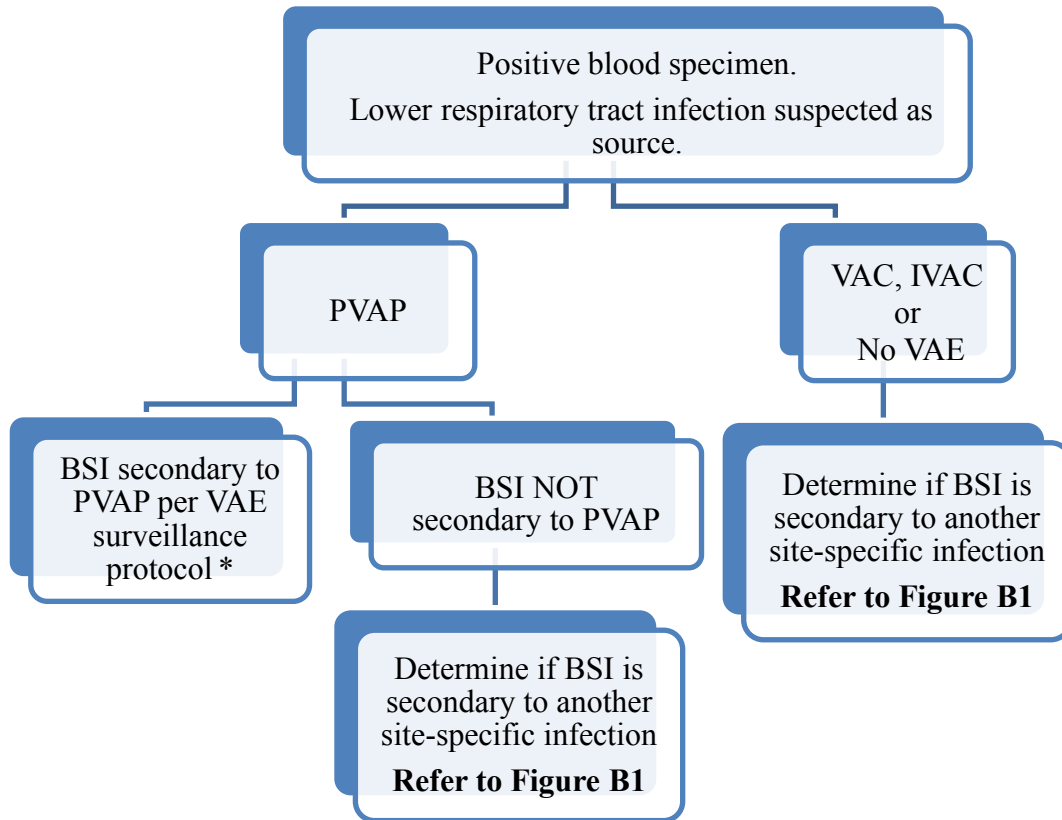 Positive blood specimen.
Lower respiratory tract infection suspected as
source.
PVAP
VAC, IVAC
or
No VAE
BSI secondary to
PVAP per VAE
surveillance
protocol *
BSI NOT
secondary to PVAP
Determine if BSI is
secondary to another
site-specific infection
Refer to Figure B1
Determine if BSI is
secondary to another
site-specific infection
Refer to Figure B1